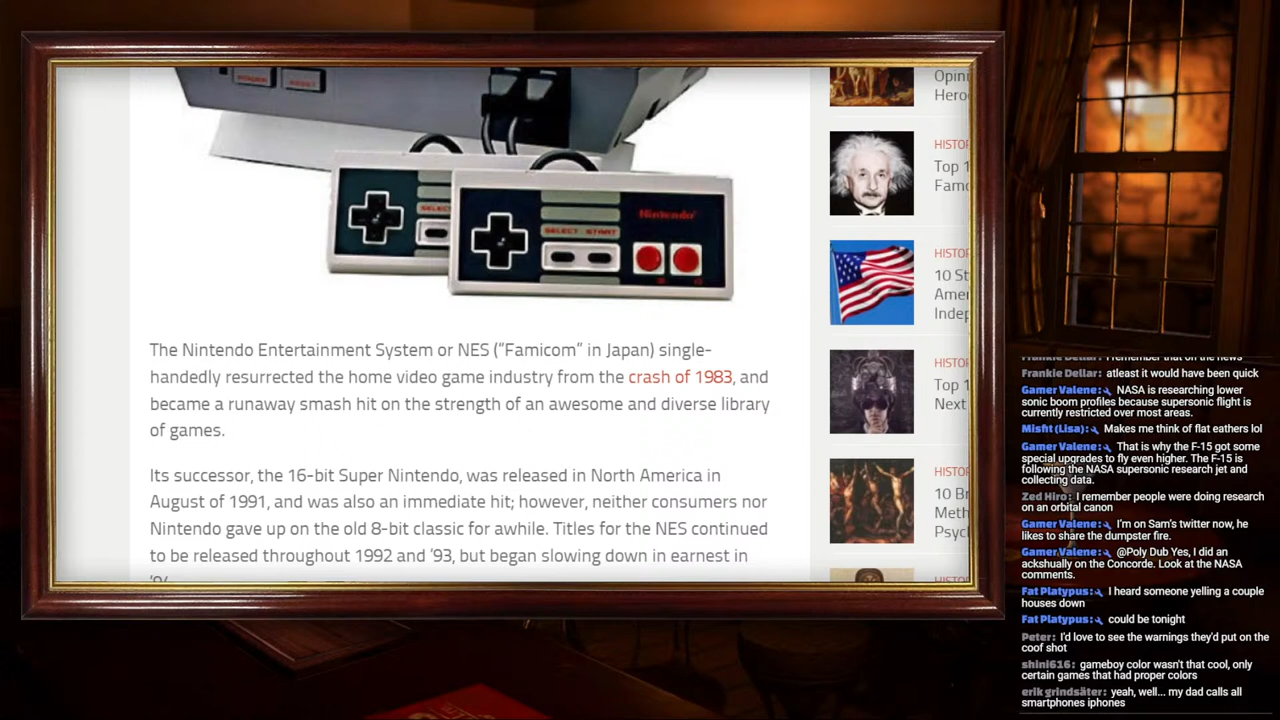 Nintendo
SELECT START
The Nintendo Entertainment System or NES (“Famicom” in Japan) single-
handedly resurrected the home video game industry from the crash of 1983, and
became a runaway smash hit on the strength of an awesome and diverse library
of games.
Its successor, the 16-bit Super Nintendo, was released in North America in
August of 1991, and was also an immediate hit; however, neither consumers nor
Nintendo gave up on the old 8-bit classic for awhile. Titles for the NES continued
to be released throughout 1992 and ’93, but began slowing down in earnest in
Opini
Hero
HISTOR
Top 1
Famo
HISTOR
10 St
Amer
Indep
HISTOR
Top 1
Next
HISTOR
10 Br
Meth
Psych
Frankie Dellar: I remember that on the news
Frankie Dellar: atleast it would have been quick
Gamer Valene: NASA is researching lower
sonic boom profiles because supersonic flight is
currently restricted over most areas.
Misfit (Lisa): Makes me think of flat eathers lol
Gamer Valene: That is why the F-15 got some
special upgrades to fly even higher. The F-15 is
following the NASA supersonic research jet and
collecting data.
Zed Hiro: I remember people were doing research
on an orbital canon
Gamer Valene: I'm on Sam's twitter now, he
likes to share the dumpster fire.
Gamer Valene: @Poly Dub Yes, I did an
ackshually on the Concorde. Look at the NASA
comments.
Fat Platypus: I heard someone yelling a couple
houses down
Fat Platypus: could be tonight
Peter: I'd love to see the warnings they'd put on the
coof shot
shini616: gameboy color wasn't that cool, only
certain games that had proper colors
erik grindsäter: yeah, well... my dad calls all
smartphones iphones